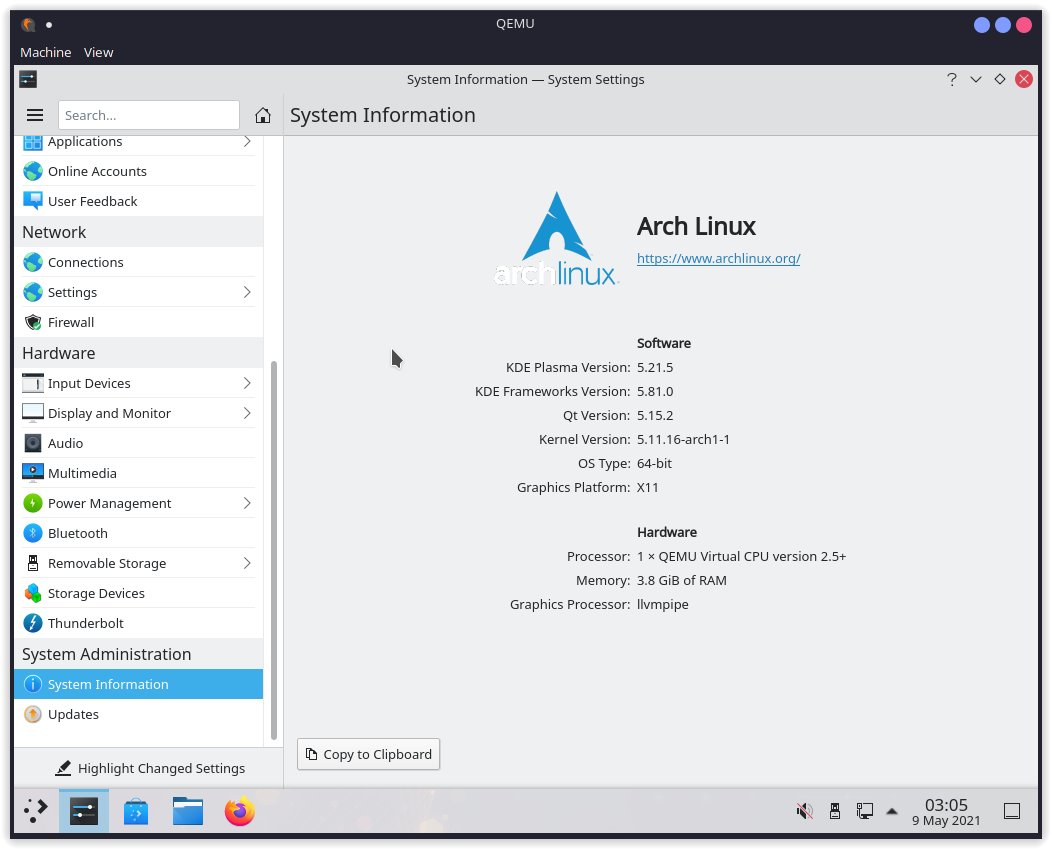 QEMU
Machine View
System Information — System Settings
Search...
System Information
Applications
Online Accounts
User Feedback
Network
Connections
Settings
Firewall
Hardware
Input Devices
Display and Monitor
Audio
Multimedia
Power Management
Bluetooth
Removable Storage
Storage Devices
Thunderbolt
System Administration
System Information
Updates
Highlight Changed Settings
archlinux
Arch Linux
https://www.archlinux.org/
Software
KDE Plasma Version: 5.21.5
KDE Frameworks Version: 5.81.0
Qt Version: 5.15.2
Kernel Version: 5.11.16-arch1-1
OS Type: 64-bit
Graphics Platform: X11
Hardware
Processor: 1 × QEMU Virtual CPU version 2.5+
Memory: 3.8 GiB of RAM
Graphics Processor: llvmpipe
Copy to Clipboard
03:05
9 May 2021